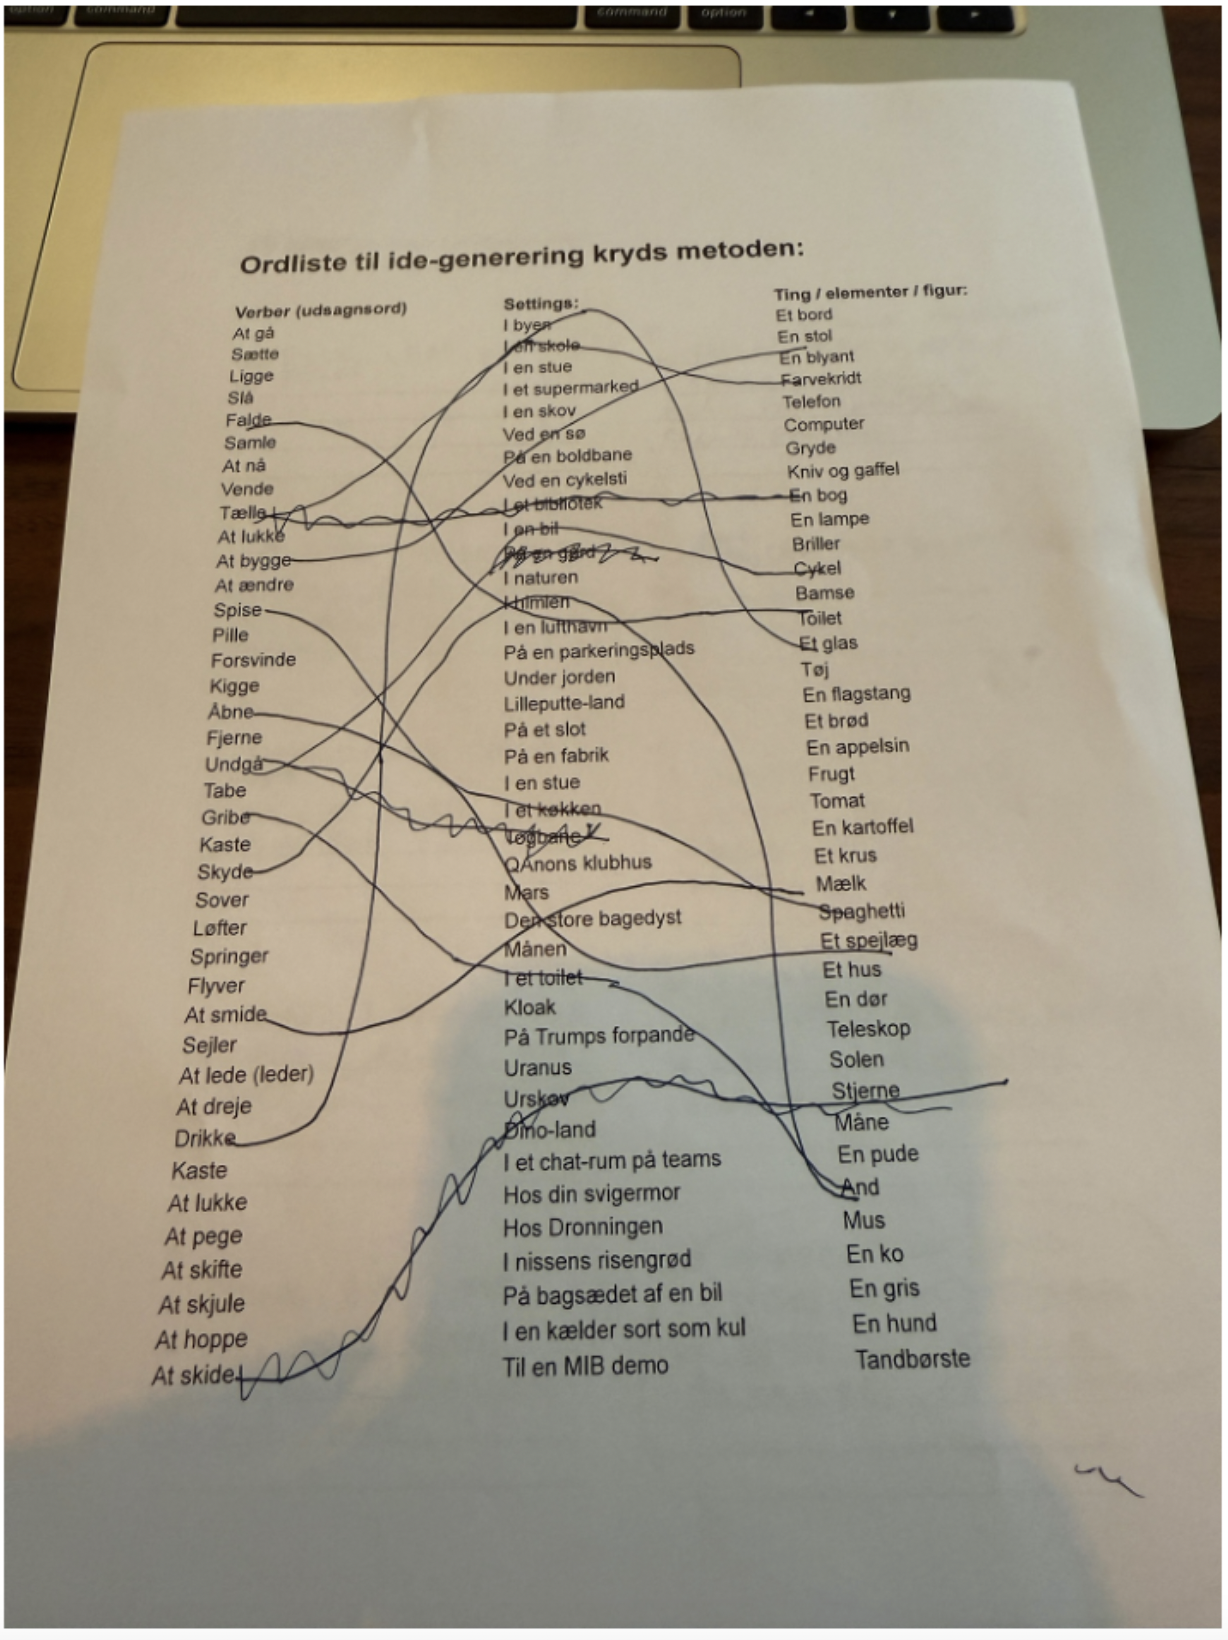 option
command
command
option
Ordliste til ide-generering kryds metoden:
Verber (udsagnsord)
At gå
Sætte
Ligge
Slå
Falde
Samle
At nå
Vende
Tælle
At lukke
At bygge
At ændre
Spise
Pille
Forsvinde
Kigge
Åbne
Fjerne
Undgå
Tabe
Gribe
Kaste
Skyde
Sover
Løfter
Springer
Flyver
At smide
Sejler
At lede (leder)
At dreje
Drikke
Kaste
At lukke
At pege
At skifte
At skjule
At hoppe
At skide
Settings:
I byen
I en skole
I en stue
I et supermarked
I en skov
Ved en sø
På en boldbane
Ved en cykelsti
I et bibliotek
I en bil
På en gård
I naturen
I himlen
I en lufthavn
På en parkeringsplads
Under jorden
Lilleputte-land
På et slot
På en fabrik
I en stue
I et køkken
Togbane
QAnons klubhus
Mars
Den store bagedyst
Månen
I et toilet
Kloak
På Trumps forpande
Uranus
Urskov
Dino-land
I et chat-rum på teams
Hos din svigermor
Hos Dronningen
I nissens risengrød
På bagsædet af en bil
I en kælder sort som kul
Til en MIB demo
Ting / elementer / figur:
Et bord
En stol
En blyant
Farvekridt
Telefon
Computer
Gryde
Kniv og gaffel
En bog
En lampe
Briller
Cykel
Bamse
Toilet
Et glas
Tøj
En flagstang
Et brød
En appelsin
Frugt
Tomat
En kartoffel
Et krus
Mælk
Spaghetti
Et spejlæg
Et hus
En dør
Teleskop
Solen
Stjerne
Måne
En pude
And
Mus
En ko
En gris
En hund
Tandbørste